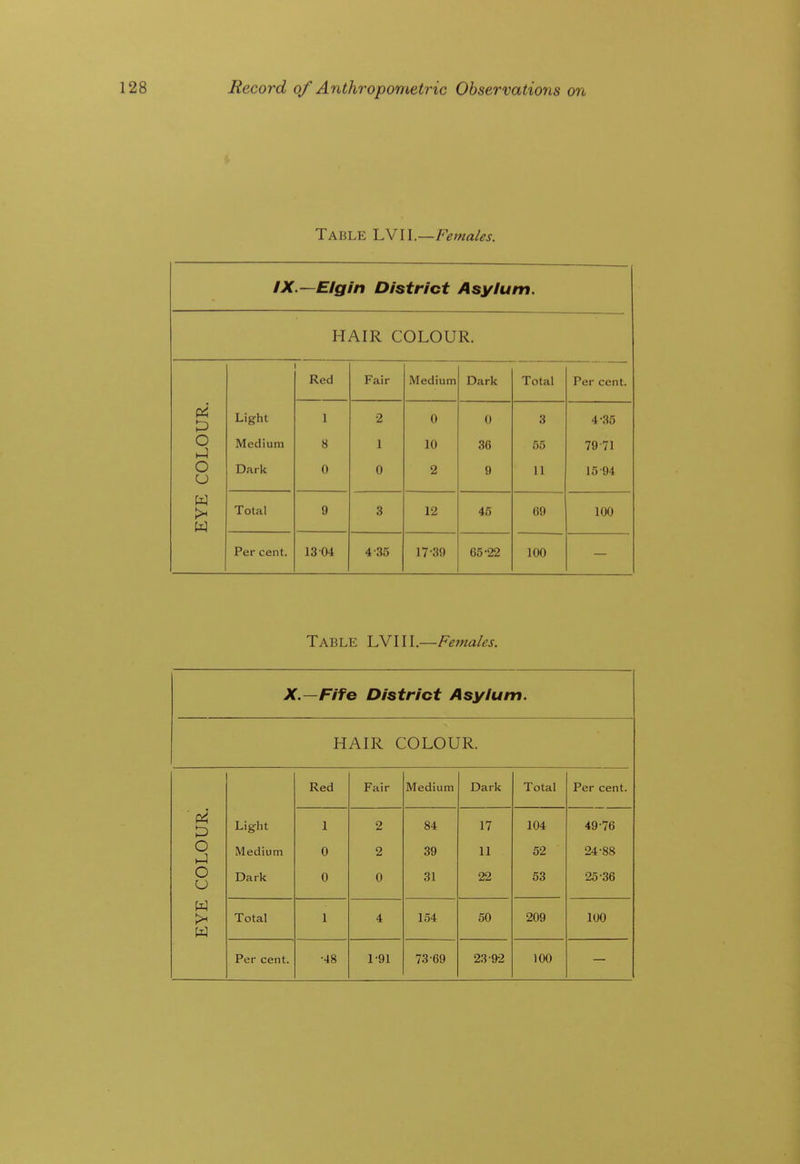 128 Record of Anthropometric Observations on
TABLE LVII.—Females.
IX.—Elgin District Asylum.
HAIR COLOUR.
EYE COLOUR.
Red Fair Medium Dark Total Per cent.
Light 1 2 0 0 3 4·35
Medium 8 1 10 36 55 79·71
Dark 0 0 2 9 11 15·94
Total 9 3 12 45 69 100
Per cent. 13·04 4·35 17·39 65·22 100 —
TABLE LVIII.—Females.
X.—Fife District Asylum.
HAIR COLOUR.
EYE COLOUR.
Red Fair Medium Dark Total Per cent.
Light 1 2 84 17 104 49·76
Medium 0 2 39 11 52 24·88
Dark 0 0 31 22 53 25·36
Total 1 4 154 50 209 100
Per cent. ·48 1·91 73·69 23·92 100 —